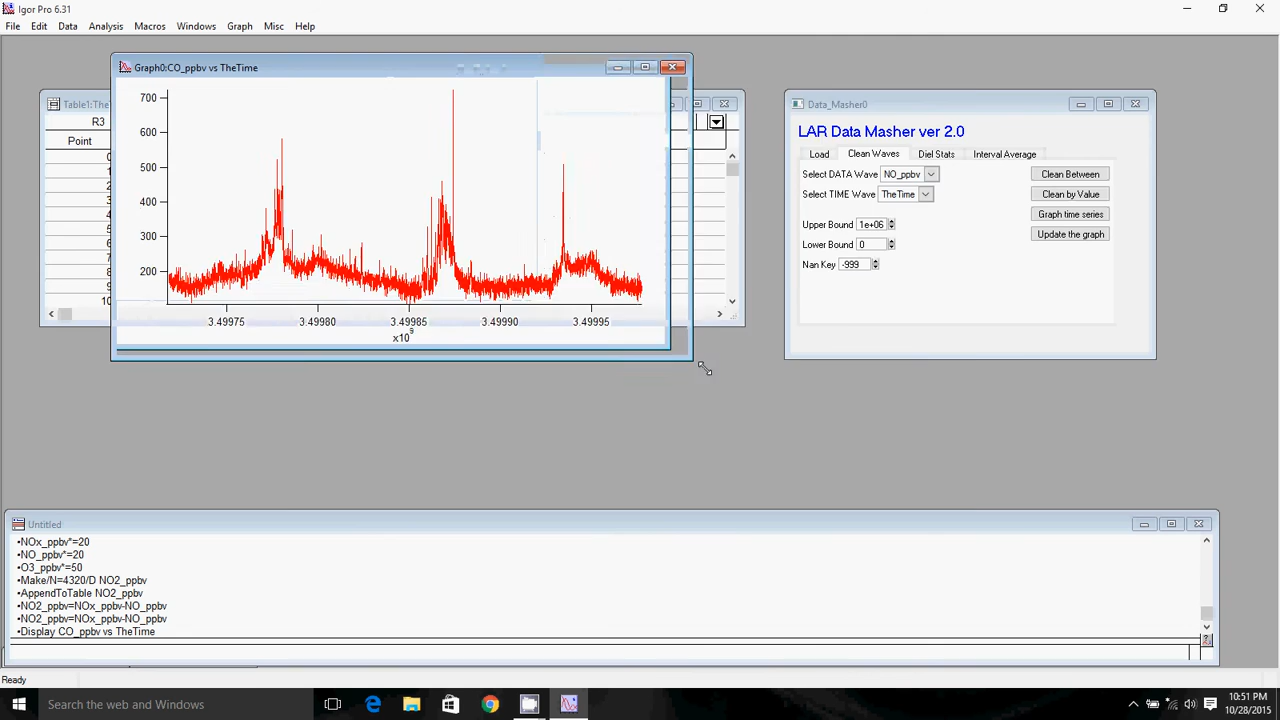 Igor Pro 6.31
File Edit Data Analysis Macros Windows Graph Misc Help
Graph0:CO_ppbv vs TheTime
700
600
500
400
300
200
3.49975 3.49980 3.49985 3.49990 3.49995
x10^9
Table1:The
R3
Point
0
1
2
3
4
5
6
7
8
9
10
Data_Masher0
LAR Data Masher ver 2.0
Load Clean Waves Diel Stats Interval Average
Select DATA Wave NO_ppbv Clean Between
Select TIME Wave TheTime Clean by Value
Graph time series
Upper Bound 1e+06
Update the graph
Lower Bound 0
Nan Key -999
Untitled
•NOx_ppbv*=20
•NO_ppbv*=20
•O3_ppbv*=50
•Make/N=4320/D NO2_ppbv
•AppendToTable NO2_ppbv
•NO2_ppbv=NOx_ppbv-NO_ppbv
•NO2_ppbv=NOx_ppbv-NO_ppbv
•Display CO_ppbv vs TheTime
Ready
Search the web and Windows
10:51 PM
10/28/2015